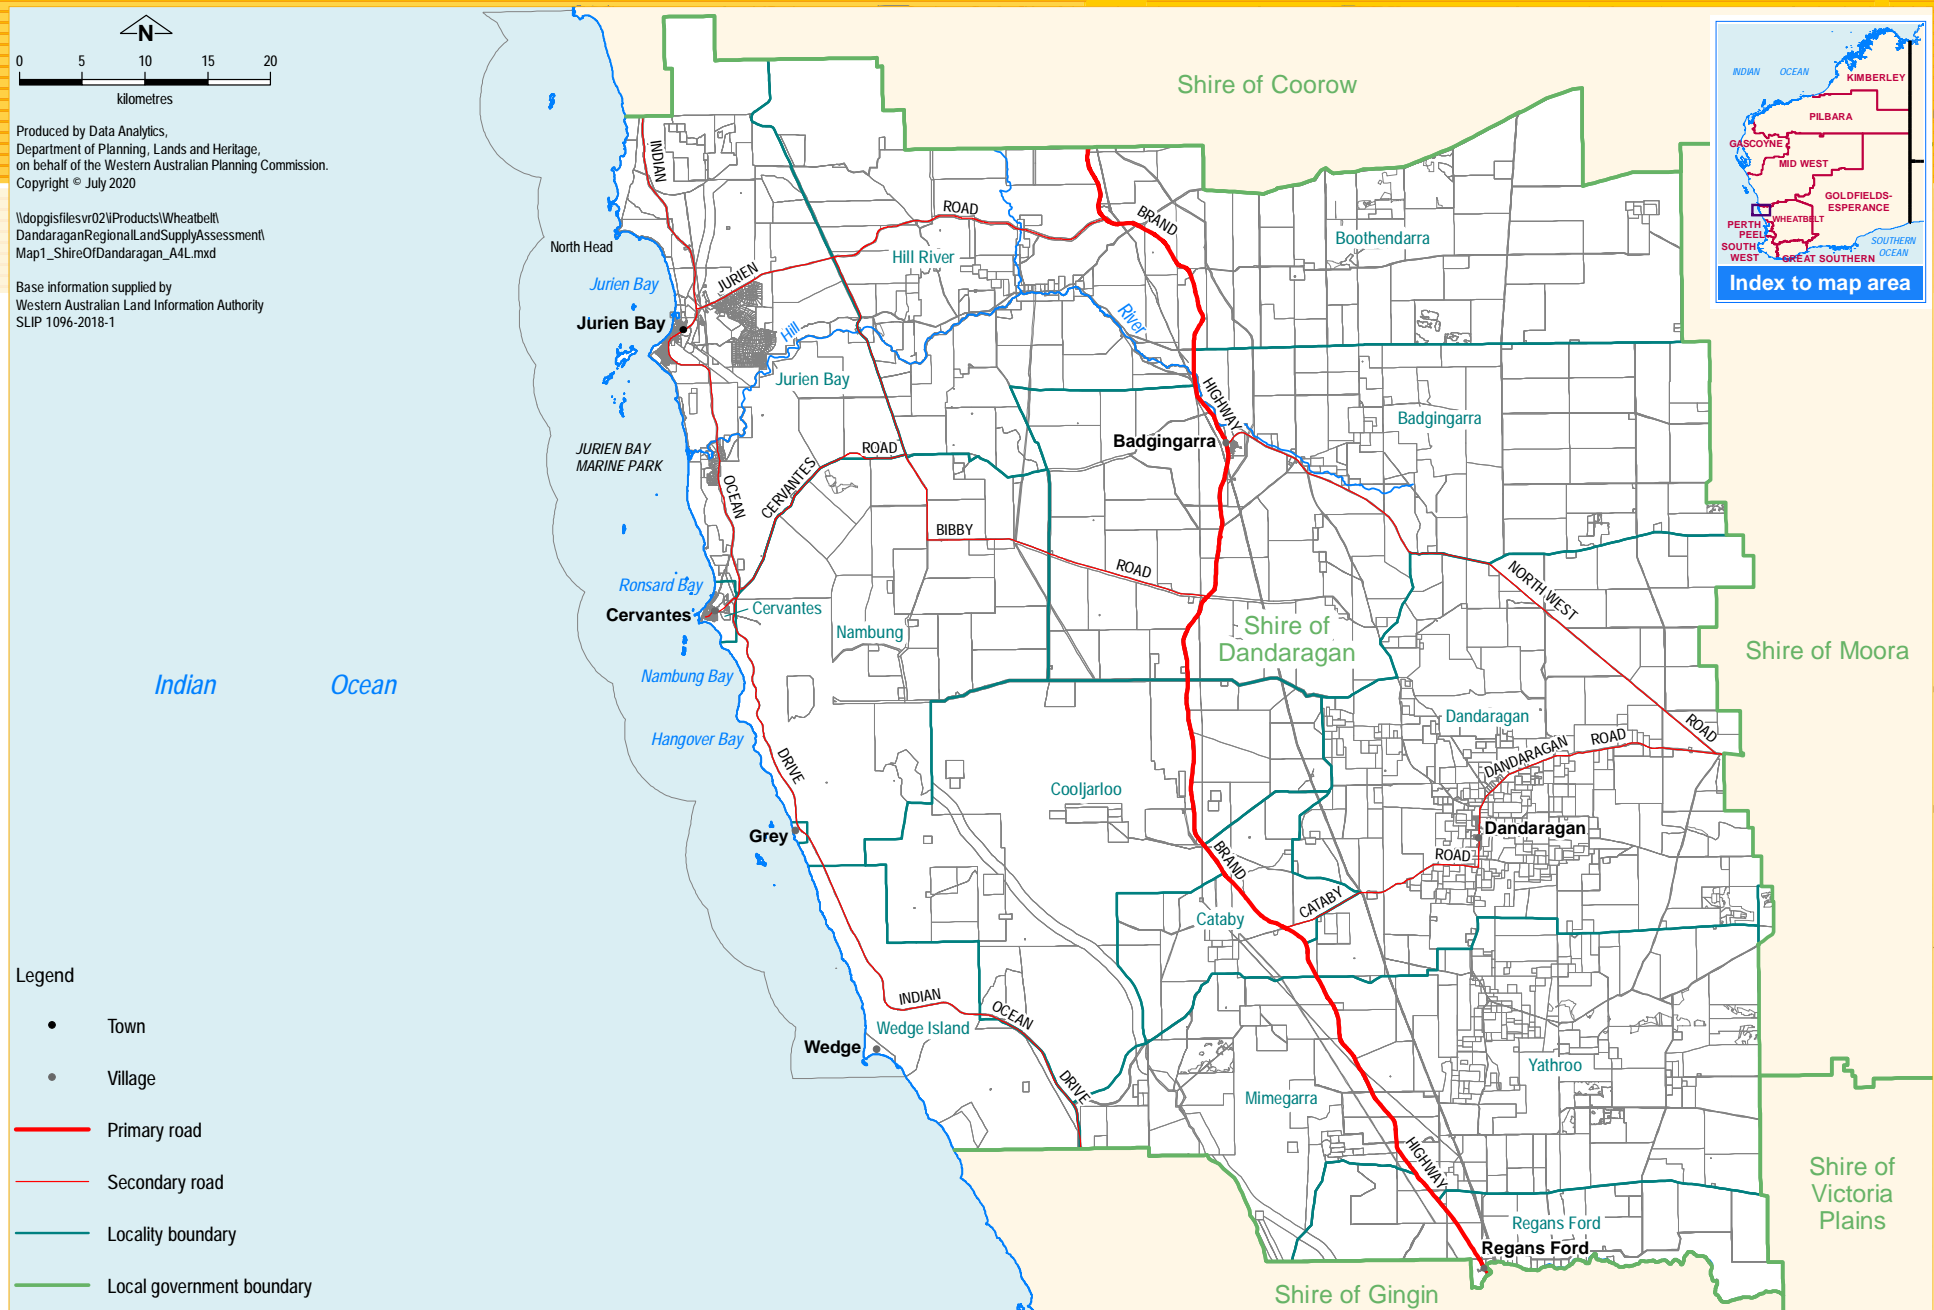 N
0 5 10 15 20
kilometres
Produced by Data Analytics,
Department of Planning, Lands and Heritage,
on behalf of the Western Australian Planning Commission.
Copyright © July 2020
\\dopgisfilesvr02\iProducts\Wheatbelt\
DandaraganRegionalLandSupplyAssessment\
Map1_ShireOfDandaragan_A4L.mxd
Base information supplied by
Western Australian Land Information Authority
SLIP 1096-2018-1
INDIAN OCEAN
KIMBERLEY
PILBARA
GASCOYNE
MID WEST
GOLDFIELDS-
ESPERANCE
WHEATBELT
PERTH
PEEL
SOUTH
WEST
GREAT SOUTHERN
SOUTHERN
OCEAN
Index to map area
Shire of Coorow
INDIAN
ROAD
BRAND
North Head
Hill River
Boothendarra
JURIEN
Jurien Bay
Jurien Bay
Hill
River
Jurien Bay
HIGHWAY
Badgingarra
Badgingarra
JURIEN BAY
MARINE PARK
OCEAN
CERVANTES
ROAD
BIBBY
ROAD
NORTH WEST
ROAD
Ronsard Bay
Cervantes
Cervantes
Nambung
Shire of
Dandaragan
Shire of Moora
Indian Ocean
Nambung Bay
Hangover Bay
DRIVE
Dandaragan
DANDARAGAN
ROAD
Cooljarloo
Grey
Dandaragan
BRAND
ROAD
CATABY
Cataby
INDIAN
OCEAN
DRIVE
Wedge Island
Wedge
Mimegarra
Yathroo
HIGHWAY
Shire of
Victoria
Plains
Regans Ford
Regans Ford
Shire of Gingin
Legend
Town
Village
Primary road
Secondary road
Locality boundary
Local government boundary